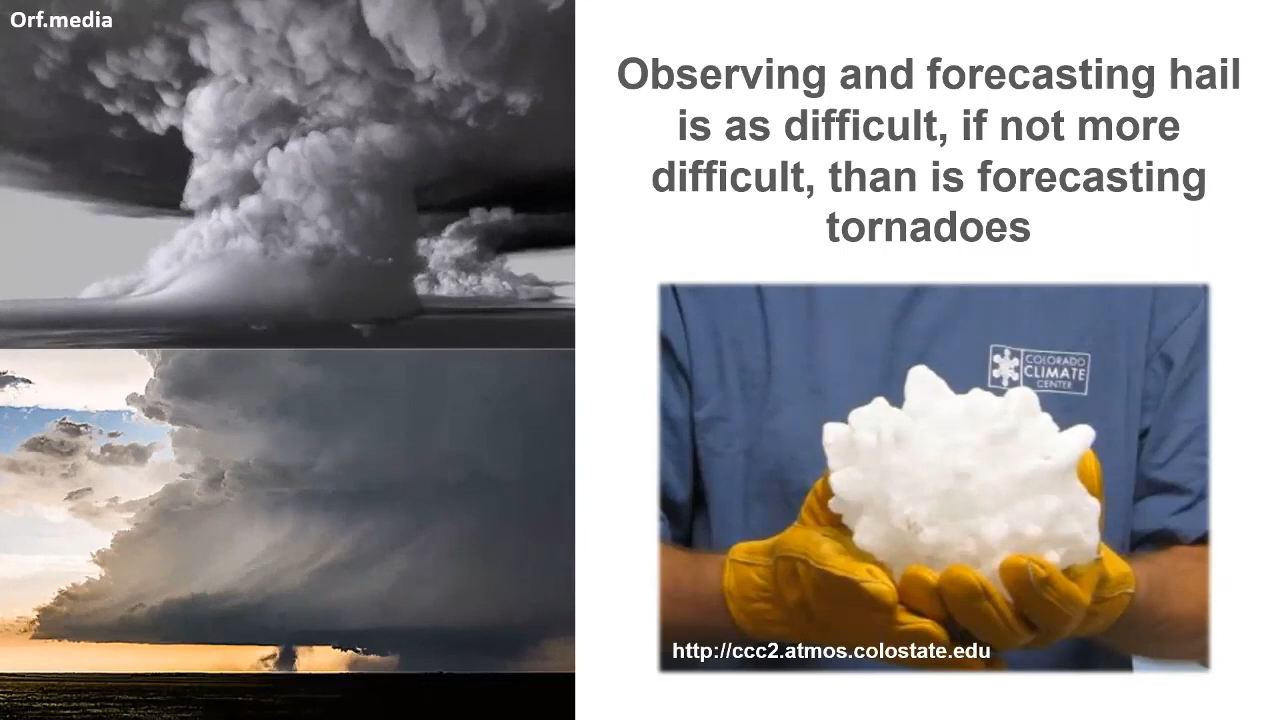 Orf.media
Observing and forecasting hail
is as difficult, if not more
difficult, than is forecasting
tornadoes
COLORADO
CLIMATE
CENTER
http://ccc2.atmos.colostate.edu